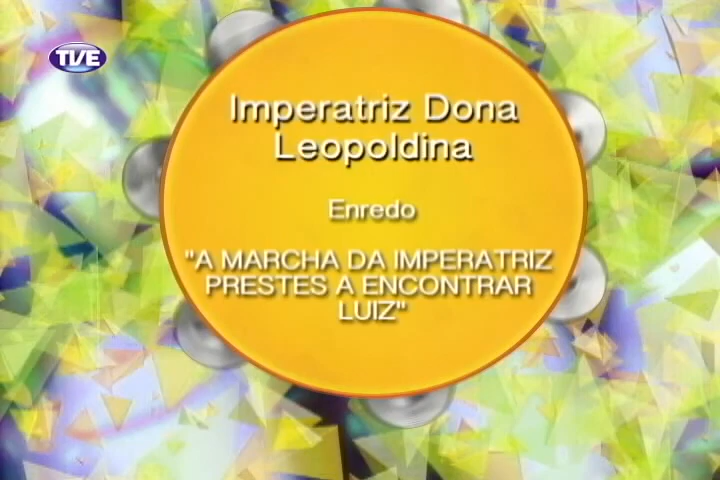 TVE
Imperatriz Dona
Leopoldina
Enredo
"A MARCHA DA IMPERATRIZ
PRESTES A ENCONTRAR
LUIZ"